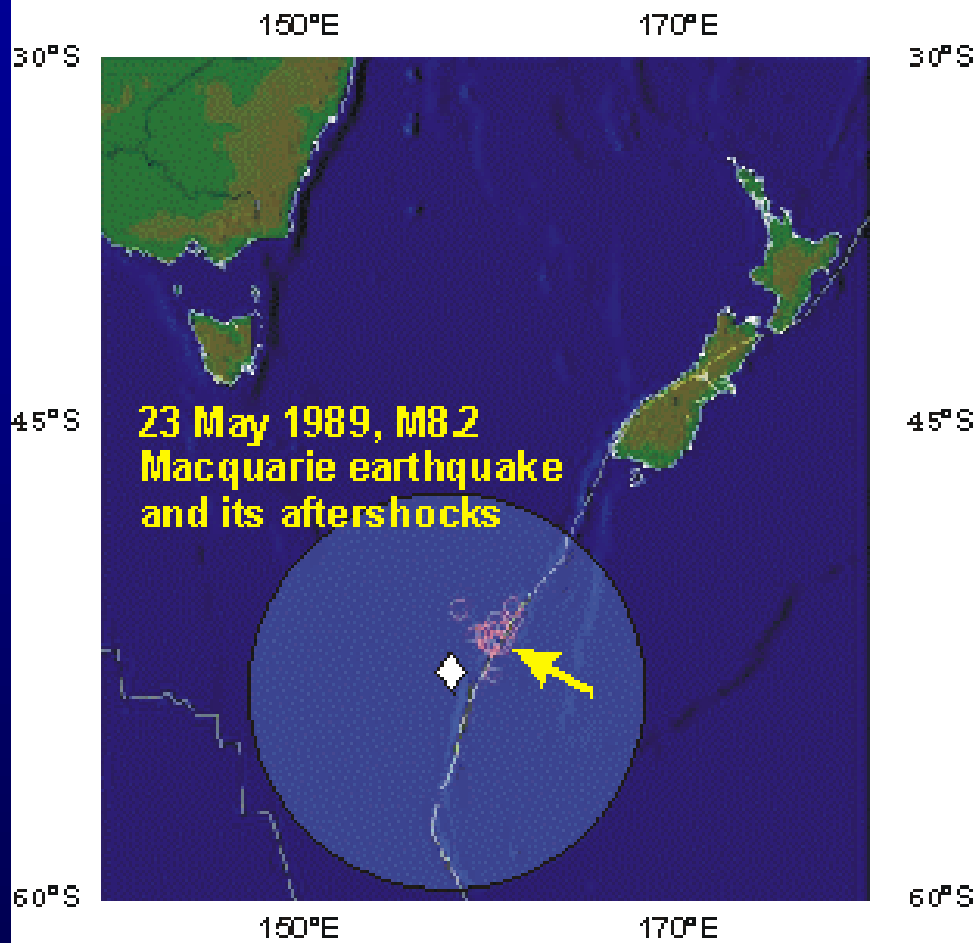 150°E 170°E
30°S 30°S
45°S 45°S
23 May 1989, M8.2
Macquarie earthquake
and its aftershocks
60°S 60°S
150°E 170°E